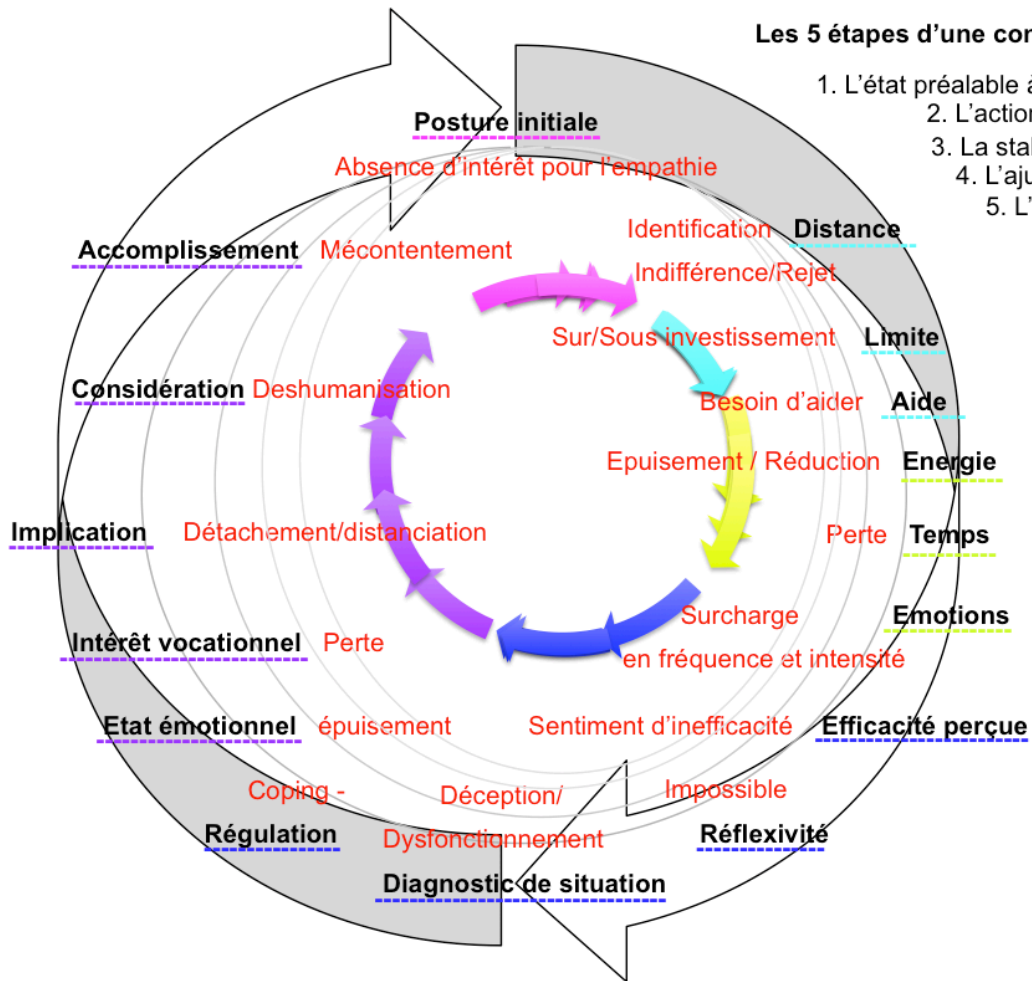 Les 5 étapes d'une con
1. L'état préalable à
2. L'action
3. La stal
4. L'aju
5. L'
Posture initiale
Absence d'intérêt pour l'empathie
Accomplissement Mécontentement
Identification Distance
Indifférence/Rejet
Sur/Sous investissement Limite
Considération Deshumanisation
Besoin d'aider Aide
Epuisement / Réduction Energie
Implication Détachement/distanciation
Perte Temps
Surcharge Emotions
en fréquence et intensité
Intérêt vocationnel Perte
Etat émotionnel épuisement
Sentiment d'inefficacité Efficacité perçue
Coping -
Régulation
Déception/
Dysfonctionnement
Diagnostic de situation
Impossible
Réflexivité